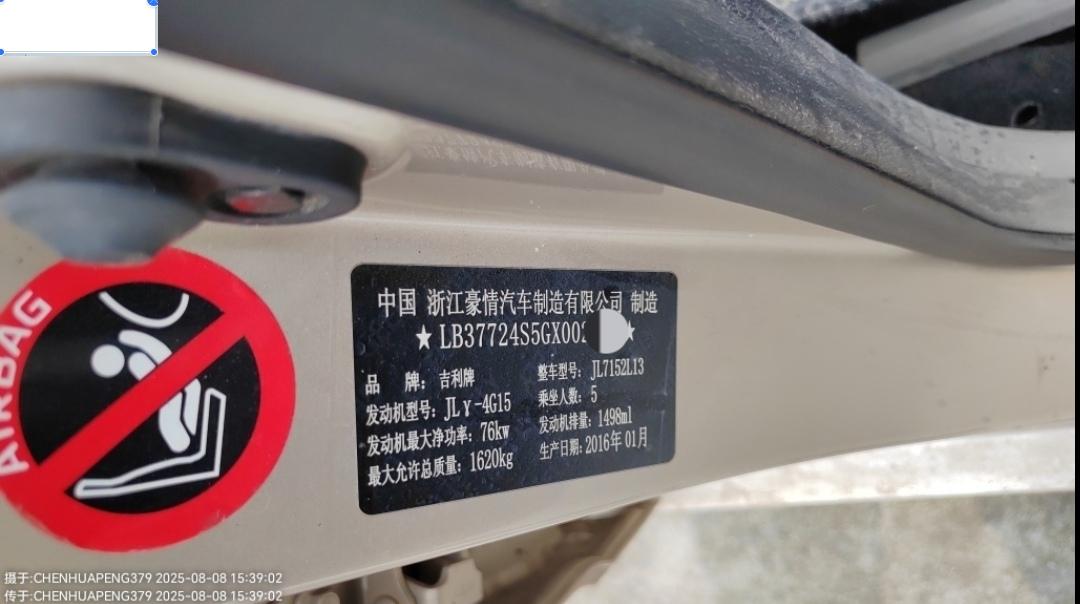 AIRBAG
中国 浙江豪情汽车制造有限公司 制造
★ LB37724S5GX002 ★
品 牌: 吉利牌
整车型号: JL7152L13
发动机型号: JLγ-4G15
乘坐人数: 5
发动机最大净功率: 76kw
发动机排量: 1498ml
最大允许总质量: 1620kg
生产日期: 2016年 01月
摄于:CHENHUAPENG379 2025-08-08 15:39:02
传于:CHENHUAPENG379 2025-08-08 15:39:02